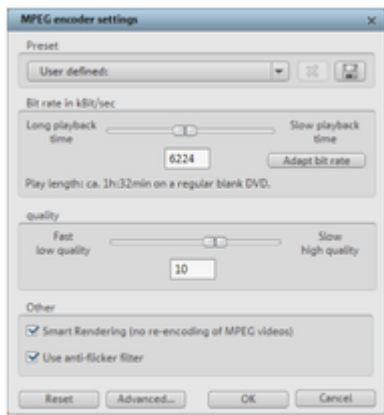 MPEG encoder settings
Preset
User defined:
Bit rate in kBit/sec
Long playback time
Slow playback time
6224
Adapt bit rate
Play length: ca. 1h:32min on a regular blank DVD.
quality
Fast
low quality
Slow
high quality
10
Other
Smart Rendering (no re-encoding of MPEG videos)
Use anti-flicker filter
Reset
Advanced...
OK
Cancel